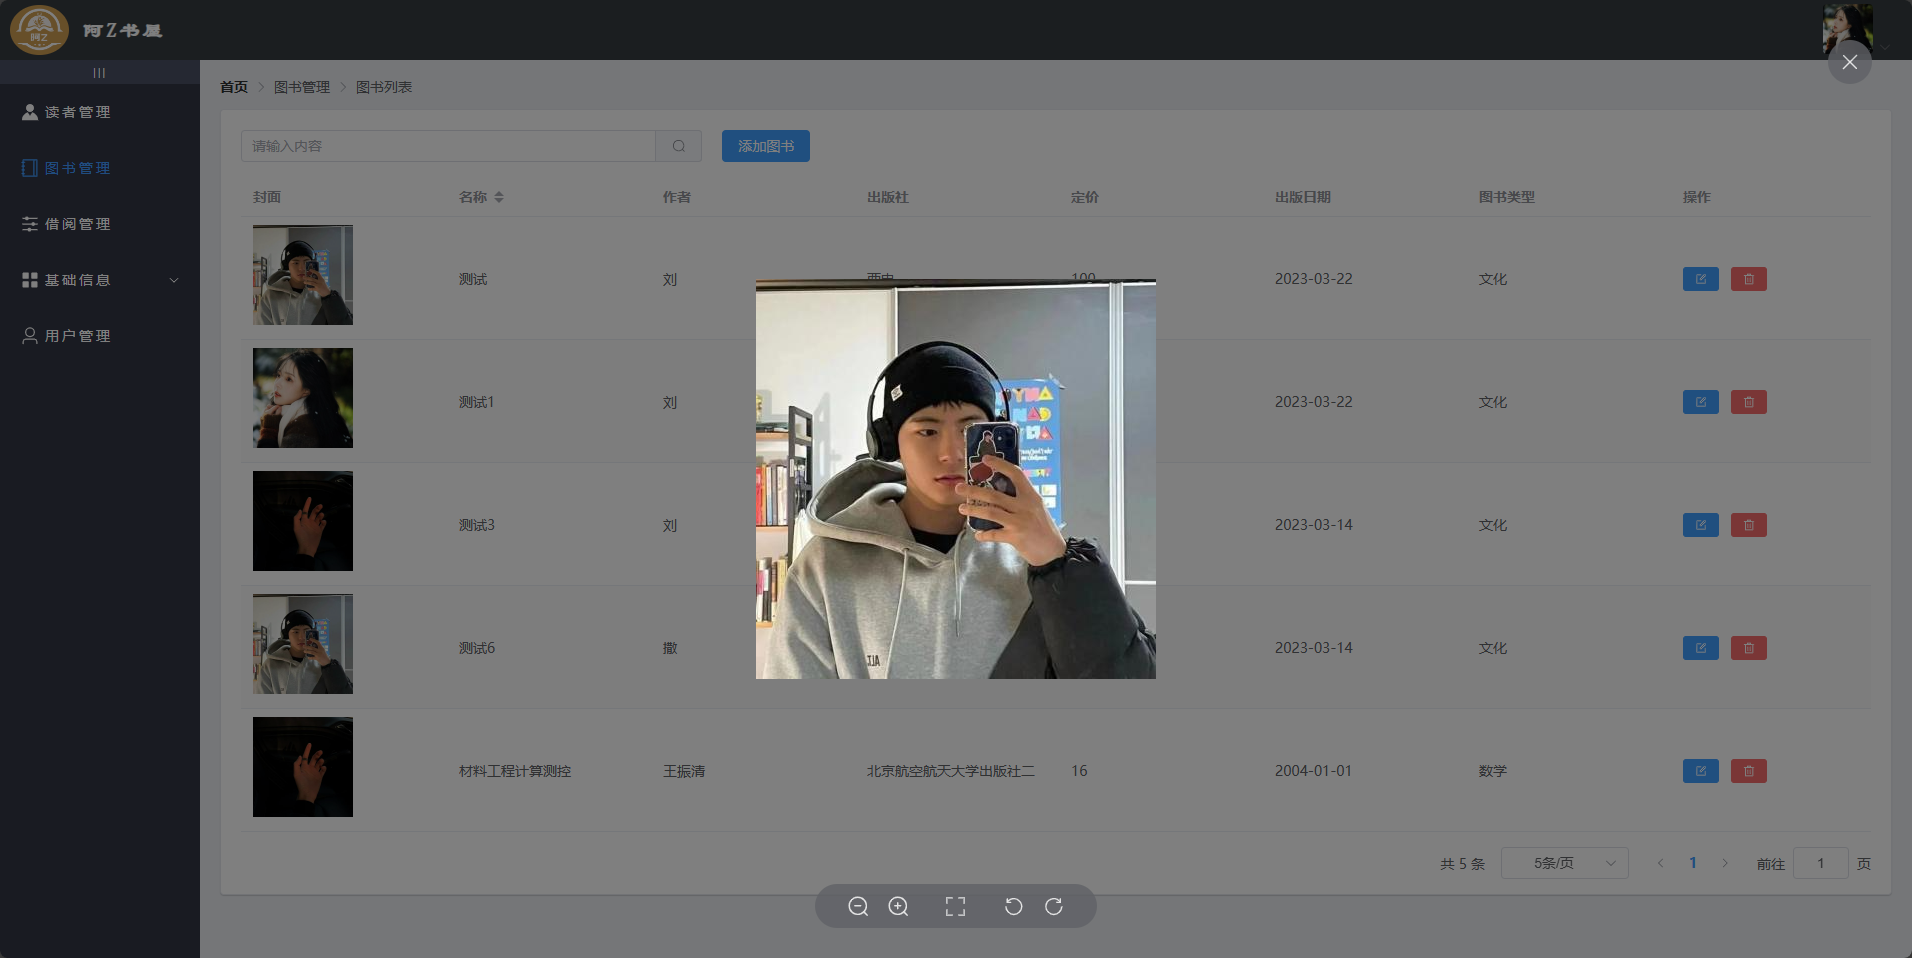 阿Z书屋
阿Z
读者管理
图书管理
借阅管理
基础信息
用户管理
首页 图书管理 图书列表
请输入内容 添加图书
封面 名称 作者 出版社 定价 出版日期 图书类型 操作
测试 刘 100 2023-03-22 文化
测试1 刘 2023-03-22 文化
测试3 刘 2023-03-14 文化
测试6 撒 2023-03-14 文化
材料工程计算测控 王振清 北京航空航天大学出版社二 16 2004-01-01 数学
共 5 条 5条/页 1 前往 1 页